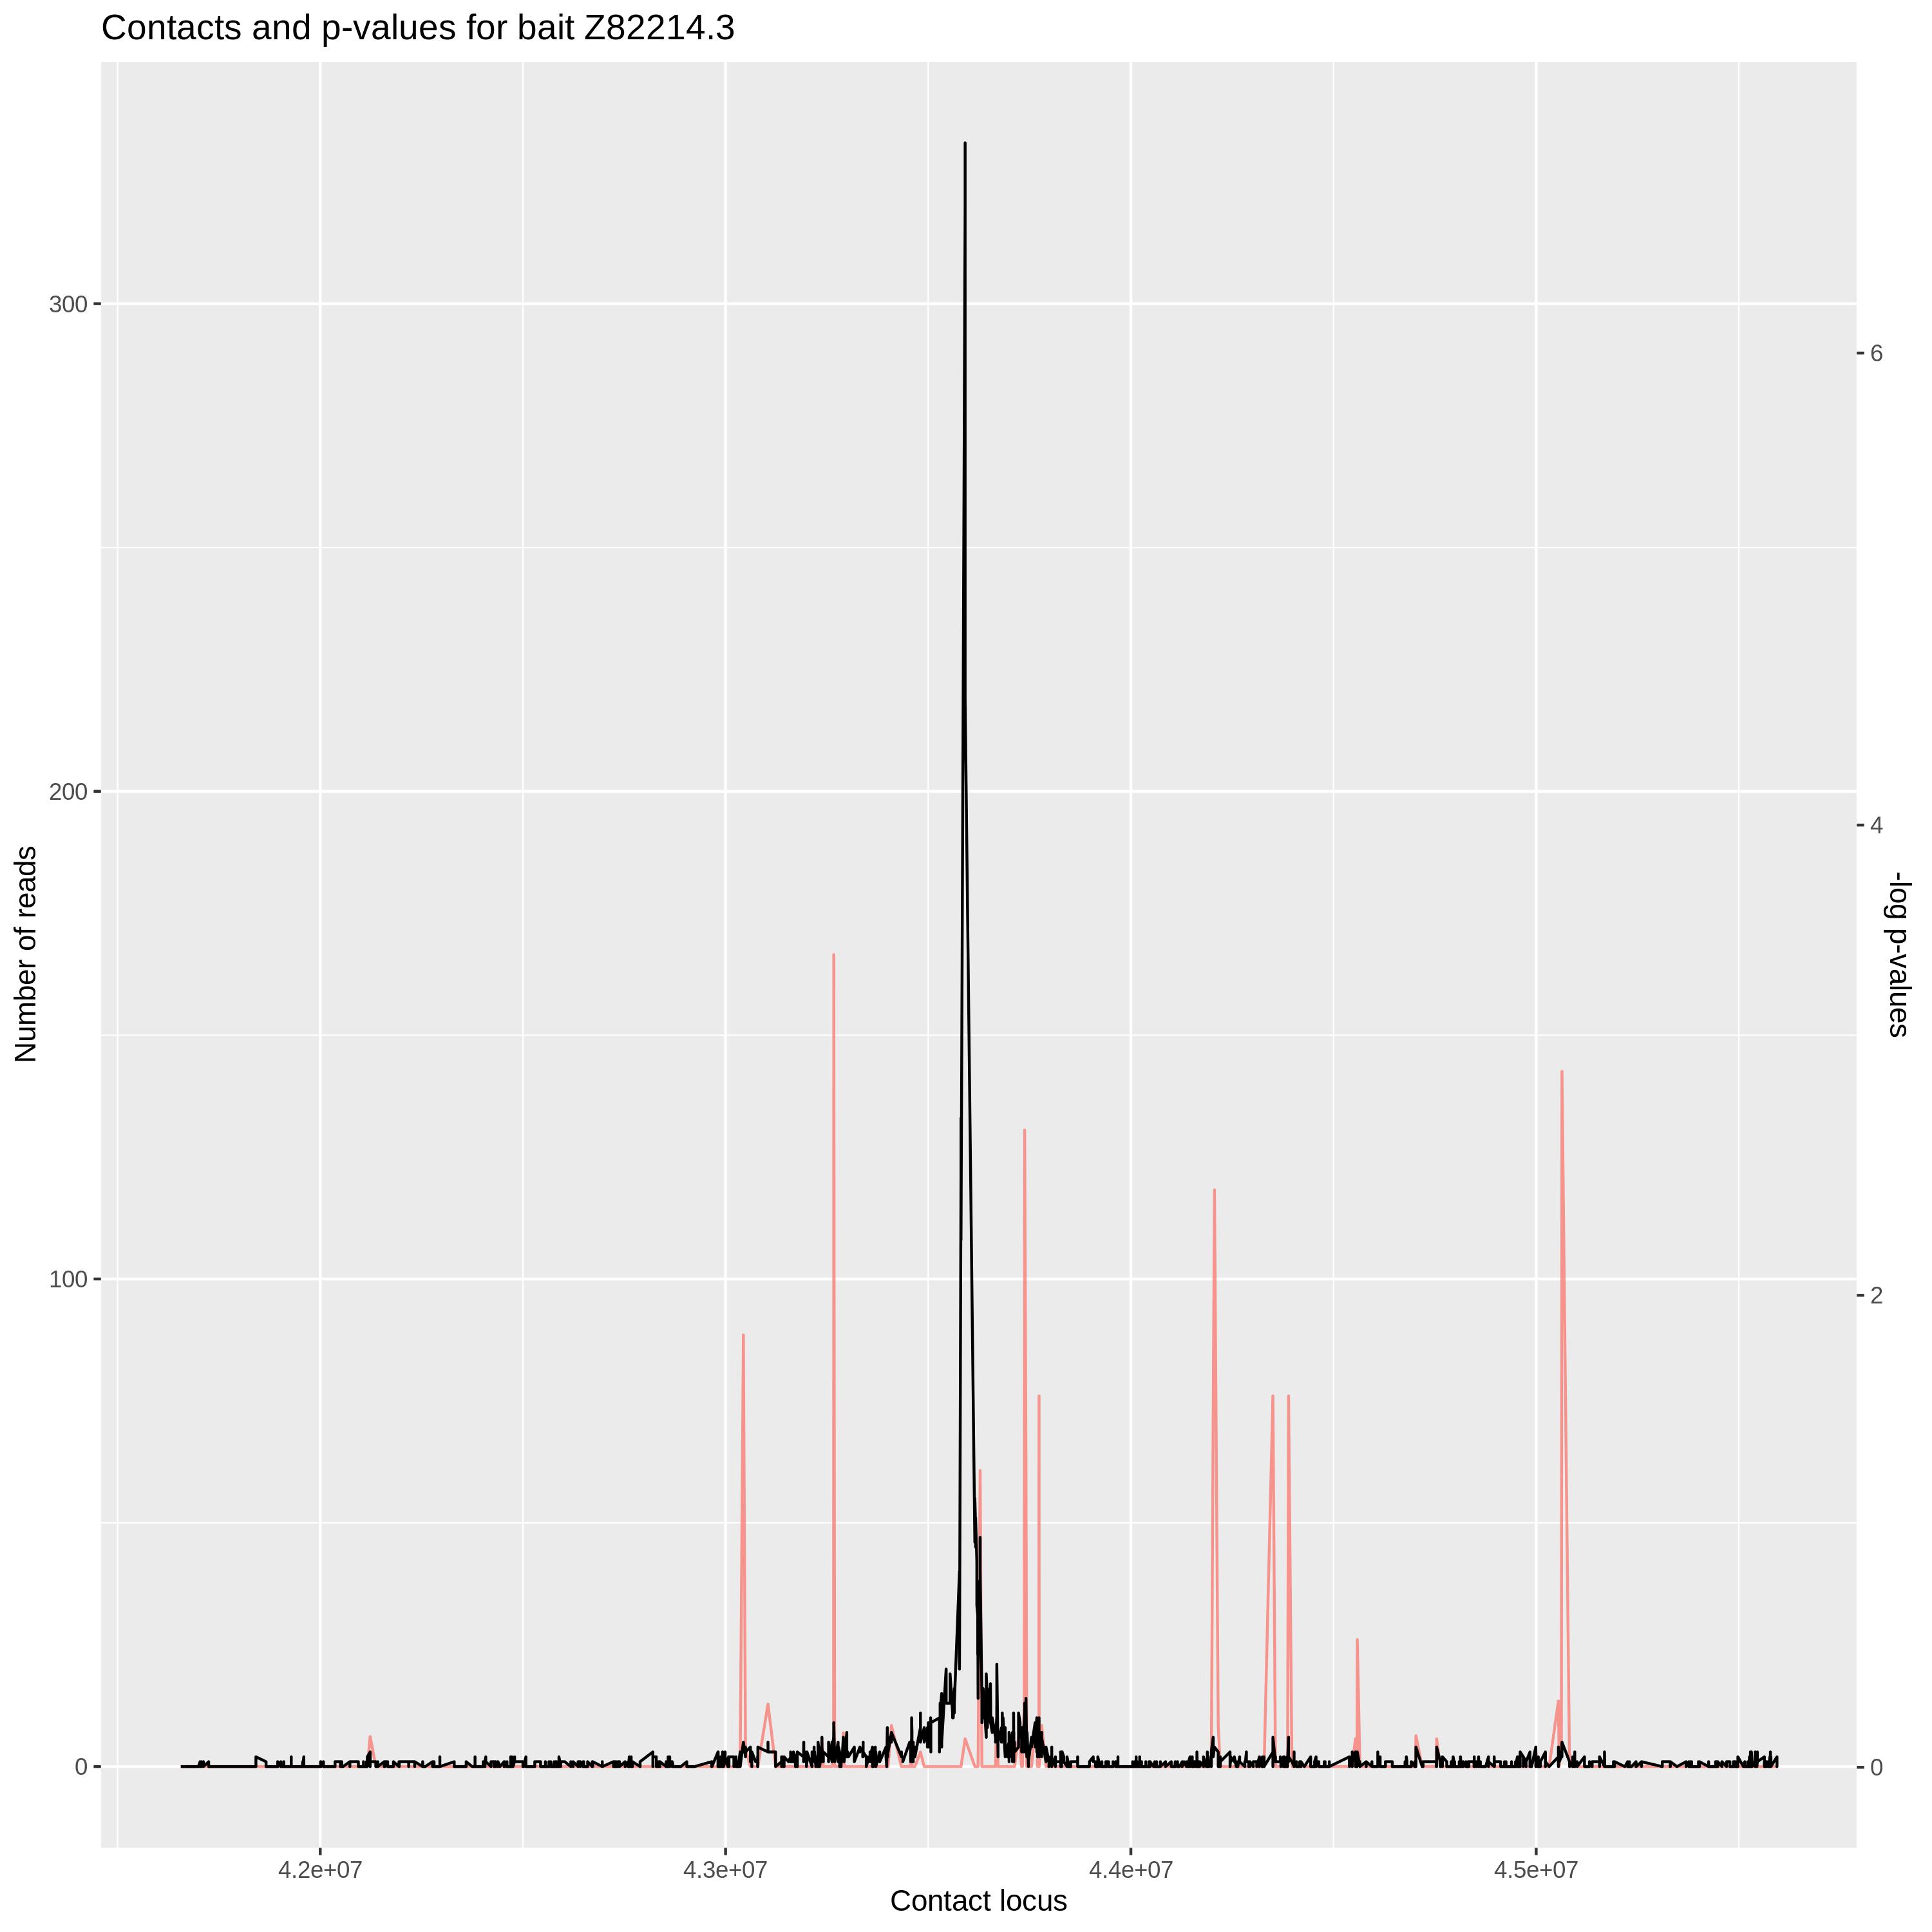 Contacts and p-values for bait Z82214.3
Number of reads
300
200
100
0
6
4
2
0
-log p-values
4.2e+07
4.3e+07
4.4e+07
4.5e+07
Contact locus